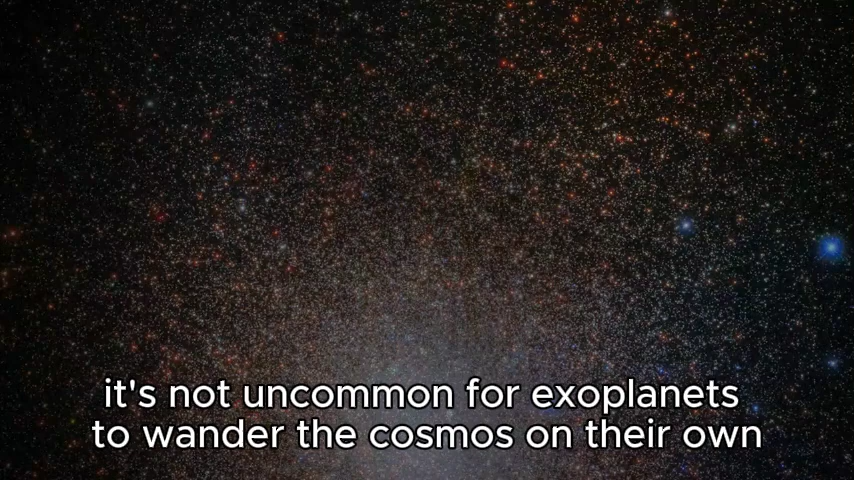 it's not uncommon for exoplanets
to wander the cosmos on their own